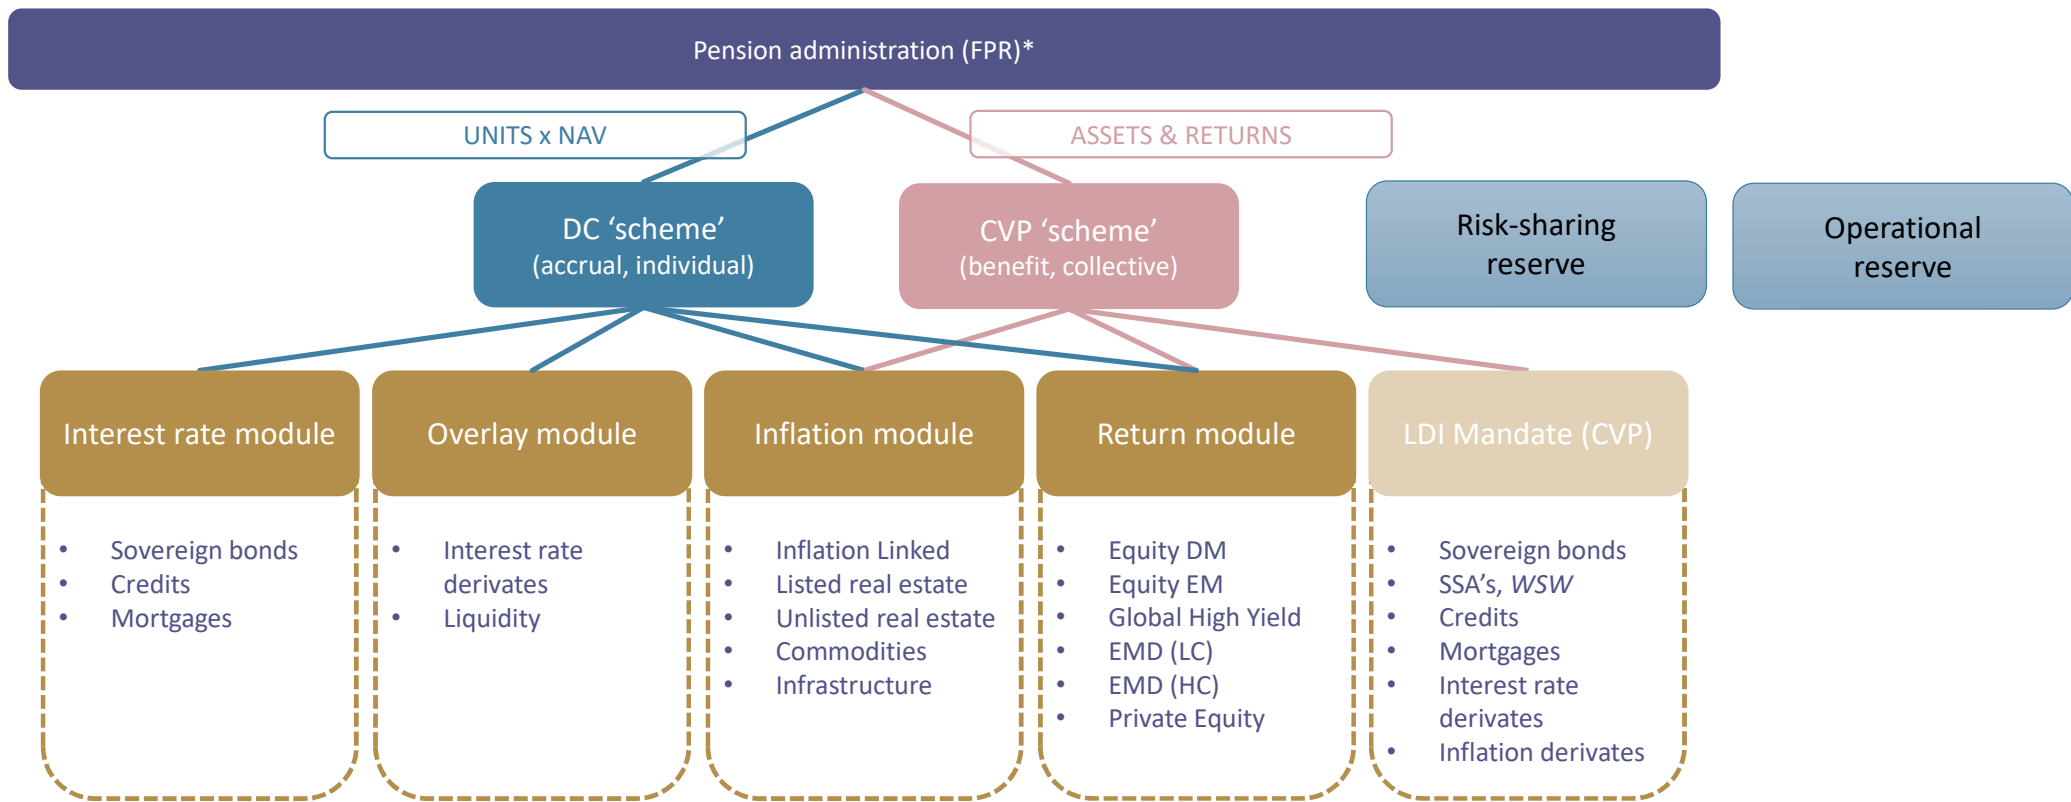 Pension administration (FPR)*
UNITS x NAV
ASSETS & RETURNS
DC ‘scheme’
(accrual, individual)
CVP ‘scheme’
(benefit, collective)
Risk-sharing
reserve
Operational
reserve
Interest rate module
Overlay module
Inflation module
Return module
LDI Mandate (CVP)
• Sovereign bonds
• Credits
• Mortgages
• Interest rate
derivates
• Liquidity
• Inflation Linked
• Listed real estate
• Unlisted real estate
• Commodities
• Infrastructure
• Equity DM
• Equity EM
• Global High Yield
• EMD (LC)
• EMD (HC)
• Private Equity
• Sovereign bonds
• SSA’s, WSW
• Credits
• Mortgages
• Interest rate
derivates
• Inflation derivates